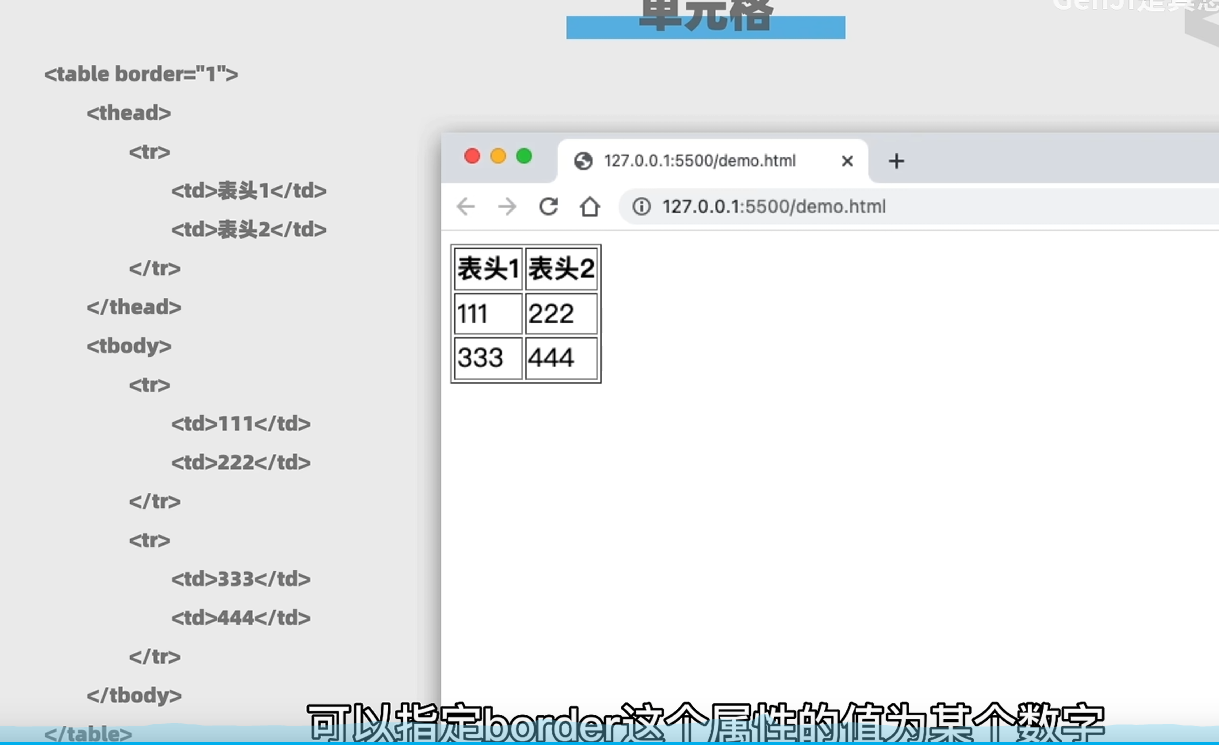 单元格
<table border="1">
<thead>
<tr>
<td>表头1</td>
<td>表头2</td>
</tr>
</thead>
<tbody>
<tr>
<td>111</td>
<td>222</td>
</tr>
<tr>
<td>333</td>
<td>444</td>
</tr>
</tbody>
</table>
127.0.0.1:5500/demo.html
127.0.0.1:5500/demo.html
表头1 表头2
111 222
333 444
可以指定border这个属性的值为某个数字